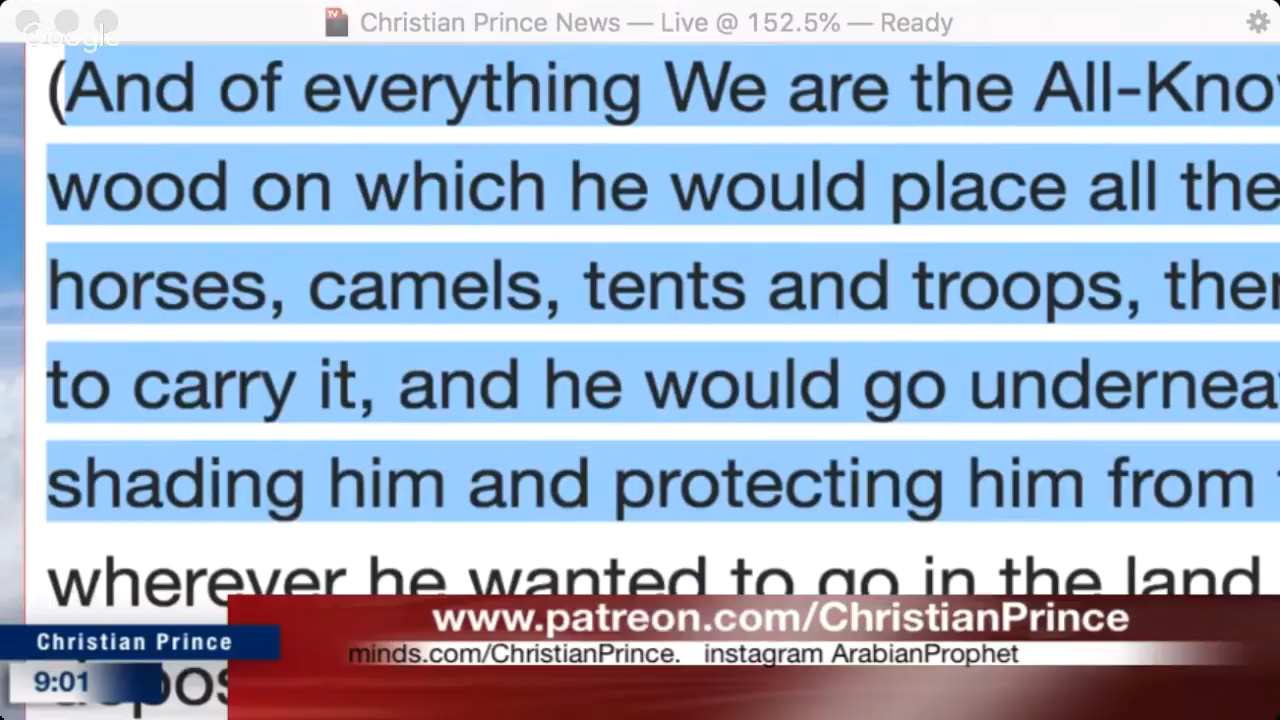 Christian Prince News — Live @ 152.5% — Ready
Google
(And of everything We are the All-Kno
wood on which he would place all the
horses, camels, tents and troops, then
to carry it, and he would go undernea
shading him and protecting him from
wherever he wanted to go in the land
www.patreon.com/ChristianPrince
Christian Prince
minds.com/ChristianPrince. instagram ArabianProphet
9:01